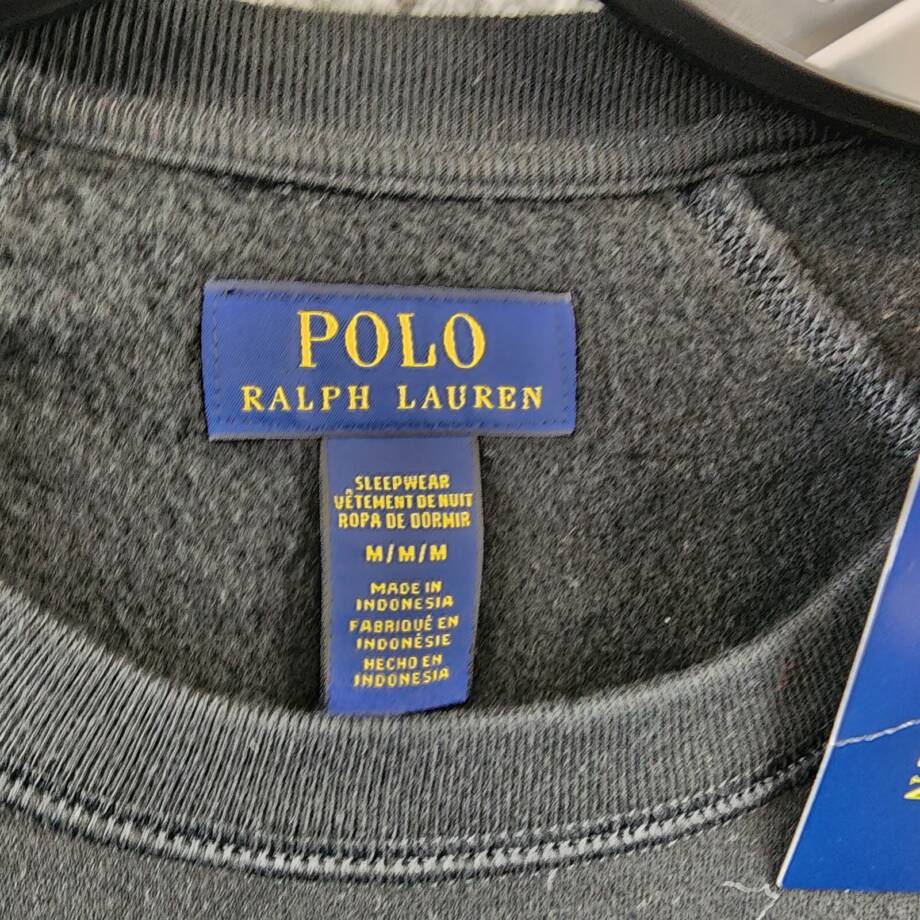 POLO
RALPH LAUREN
SLEEPWEAR
VÊTEMENT DE NUIT
ROPA DE DORMIR
M/M/M
MADE IN
INDONESIA
FABRIQUÉ EN
INDONÉSIE
HECHO EN
INDONESIA